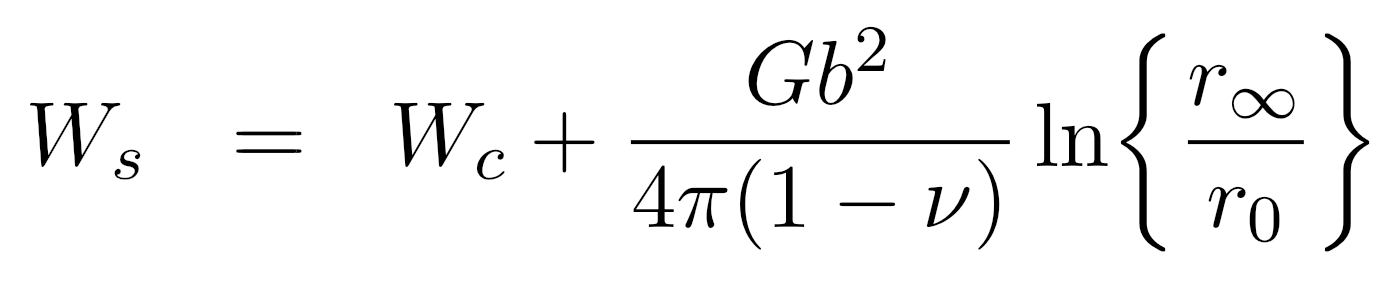 W_s = W_c + \frac{Gb^2}{4\pi(1-\nu)} \ln\left\{\frac{r_\infty}{r_0}\right\}